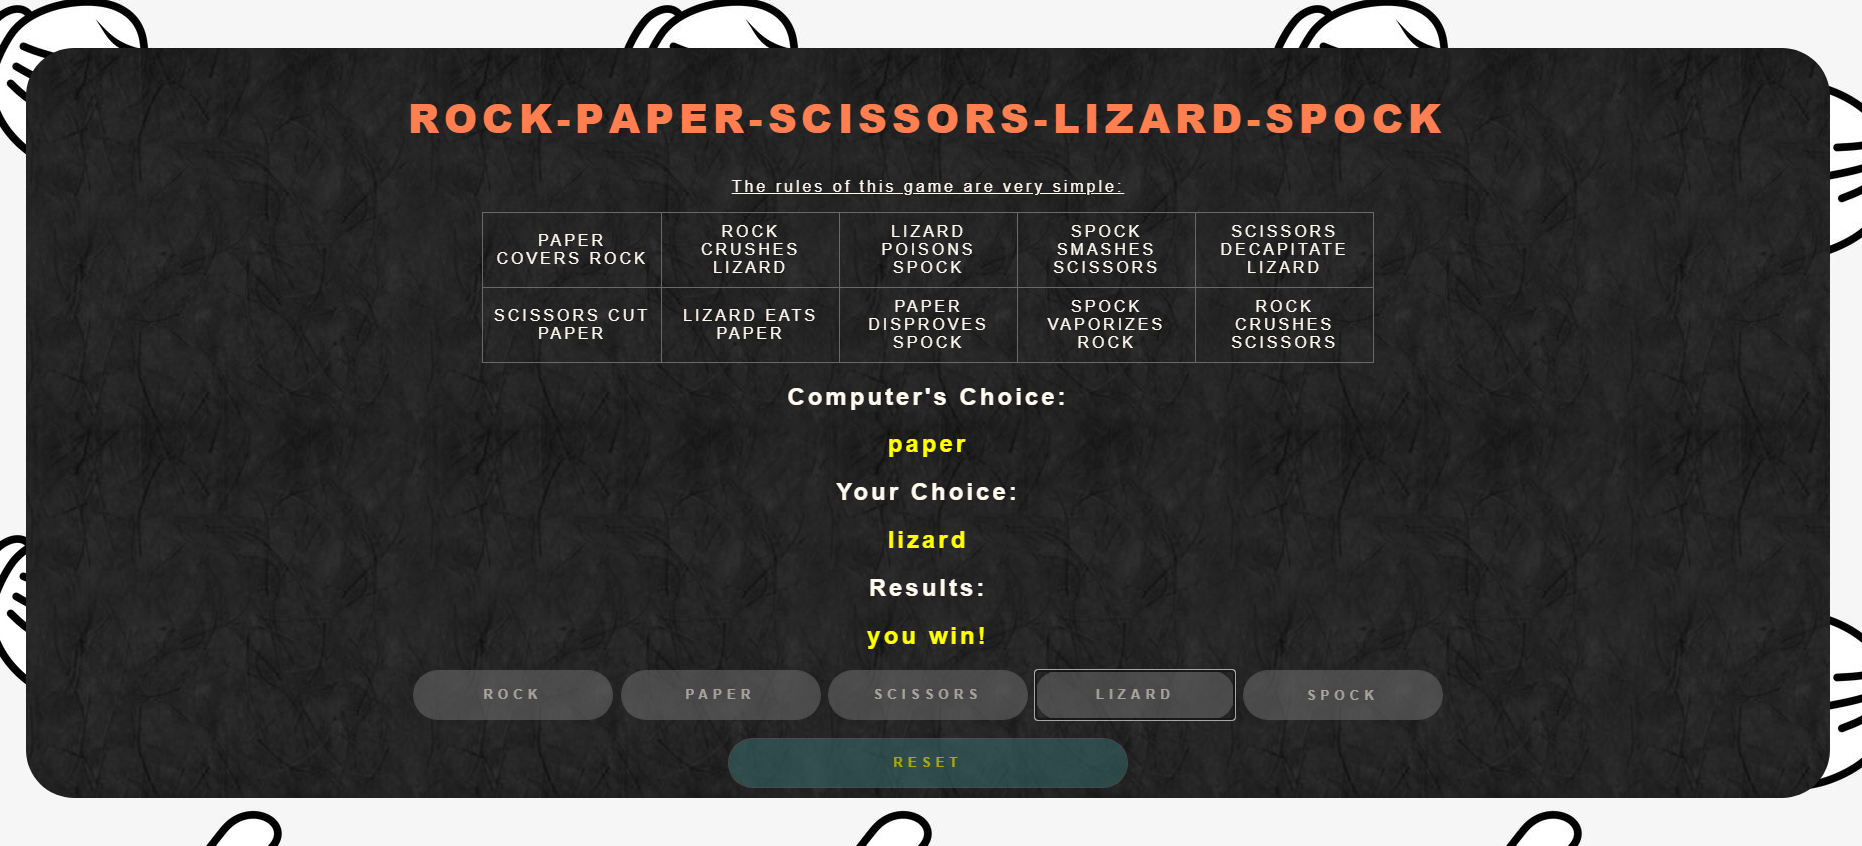 ROCK-PAPER-SCISSORS-LIZARD-SPOCK
The rules of this game are very simple:
PAPER
COVERS ROCK
ROCK
CRUSHES
LIZARD
LIZARD
POISONS
SPOCK
SPOCK
SMASHES
SCISSORS
SCISSORS
DECAPITATE
LIZARD
SCISSORS CUT
PAPER
LIZARD EATS
PAPER
PAPER
DISPROVES
SPOCK
SPOCK
VAPORIZES
ROCK
ROCK
CRUSHES
SCISSORS
Computer's Choice:
paper
Your Choice:
lizard
Results:
you win!
ROCK
PAPER
SCISSORS
LIZARD
SPOCK
RESET